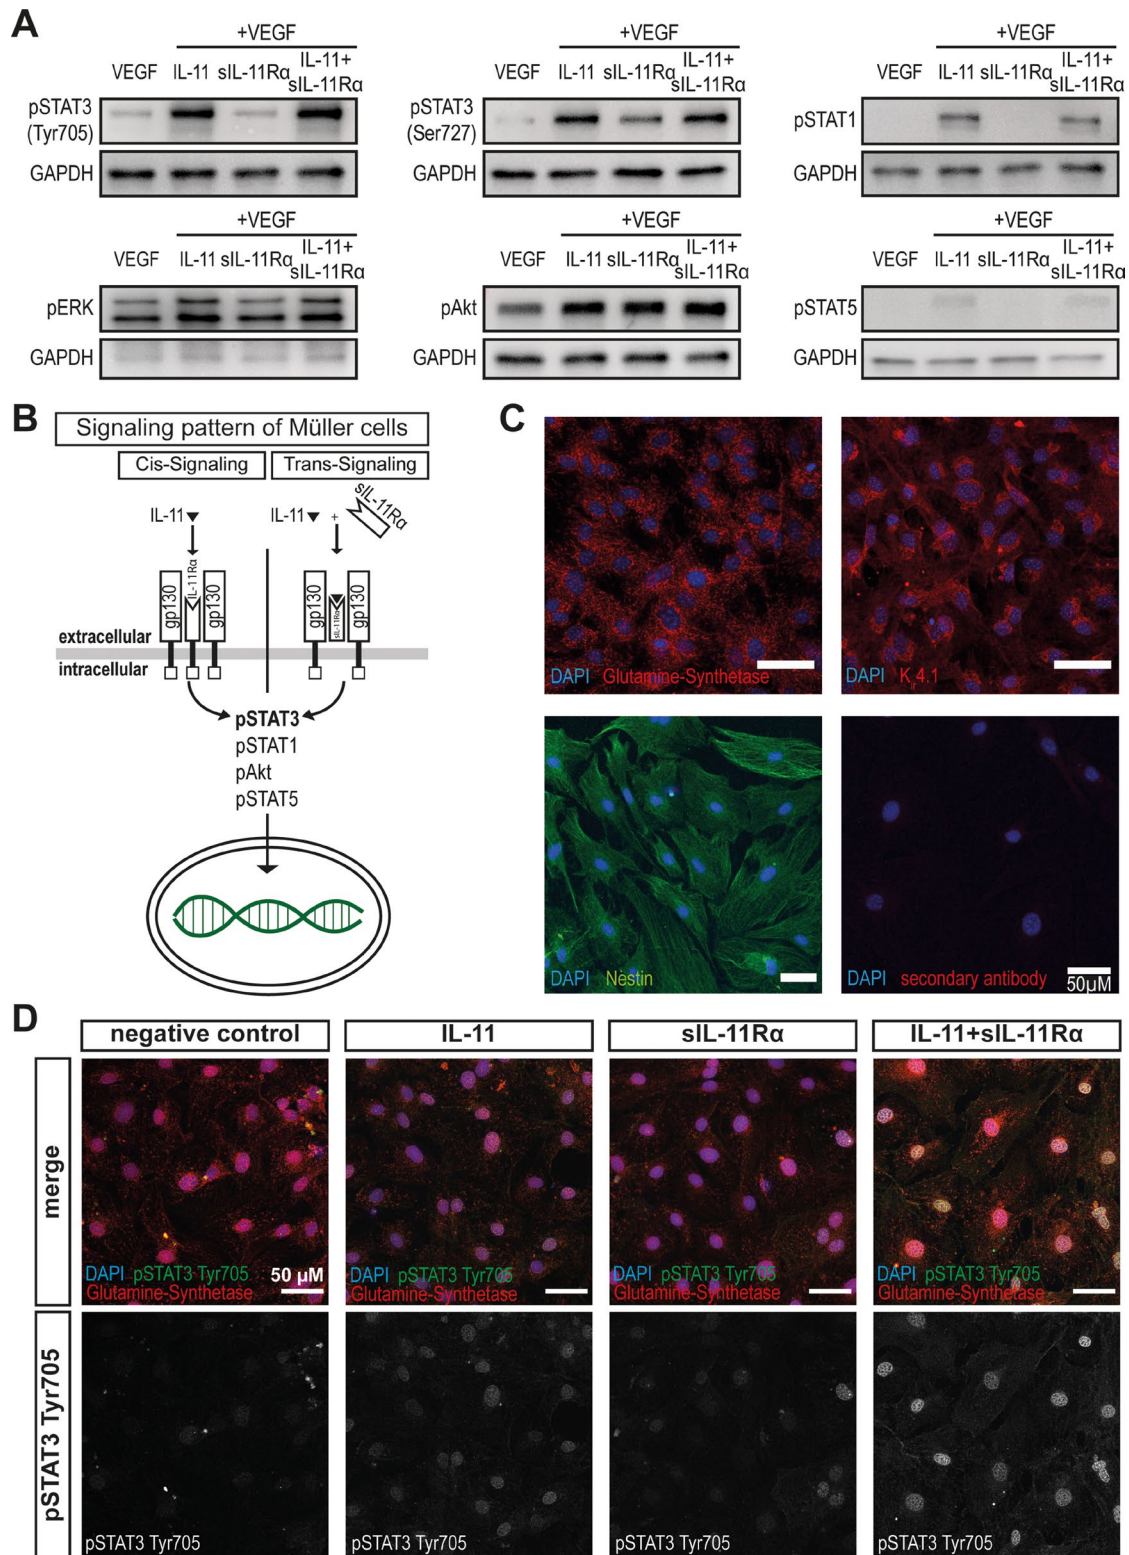 A
+VEGF
VEGF IL-11 sIL-11Rα IL-11+
sIL-11Rα
pSTAT3
(Tyr705)
GAPDH
+VEGF
VEGF IL-11 sIL-11Rα IL-11+
sIL-11Rα
pSTAT3
(Ser727)
GAPDH
+VEGF
VEGF IL-11 sIL-11Rα IL-11+
sIL-11Rα
pSTAT1
GAPDH
+VEGF
VEGF IL-11 sIL-11Rα IL-11+
sIL-11Rα
pERK
GAPDH
+VEGF
VEGF IL-11 sIL-11Rα IL-11+
sIL-11Rα
pAkt
GAPDH
+VEGF
VEGF IL-11 sIL-11Rα IL-11+
sIL-11Rα
pSTAT5
GAPDH
B
Signaling pattern of Müller cells
Cis-Signaling
Trans-Signaling
IL-11
IL-11 +
sIL-11Rα
gp130
IL-11Rα
gp130
gp130
sIL-11Rα
gp130
extracellular
intracellular
pSTAT3
pSTAT1
pAkt
pSTAT5
C
DAPI Glutamine-Synthetase
DAPI Kir4.1
DAPI Nestin
DAPI secondary antibody
50µM
D
negative control
IL-11
sIL-11Rα
IL-11+sIL-11Rα
merge
DAPI pSTAT3 Tyr705
Glutamine-Synthetase
50 µM
DAPI pSTAT3 Tyr705
Glutamine-Synthetase
DAPI pSTAT3 Tyr705
Glutamine-Synthetase
DAPI pSTAT3 Tyr705
Glutamine-Synthetase
pSTAT3 Tyr705
pSTAT3 Tyr705
pSTAT3 Tyr705
pSTAT3 Tyr705
pSTAT3 Tyr705